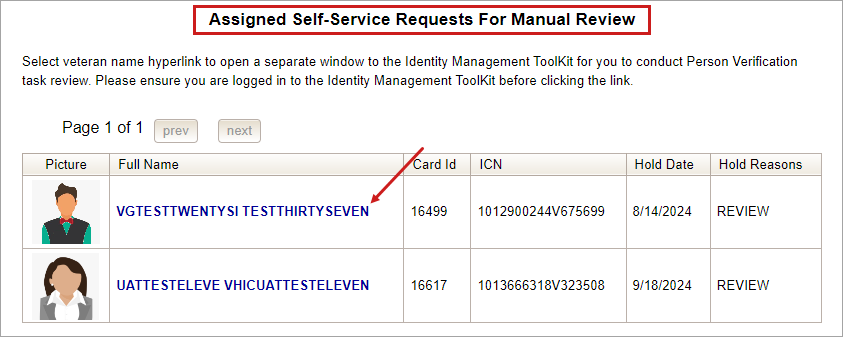 Assigned Self-Service Requests For Manual Review
Select veteran name hyperlink to open a separate window to the Identity Management ToolKit for you to conduct Person Verification
task review. Please ensure you are logged in to the Identity Management ToolKit before clicking the link.
Page 1 of 1 prev next
Picture Full Name Card Id ICN Hold Date Hold Reasons
VGTESTTWENTYSI TESTTHIRTYSEVEN 16499 1012900244V675699 8/14/2024 REVIEW
UATTESTELEVE VHICUATTESTELEVEN 16617 1013666318V323508 9/18/2024 REVIEW